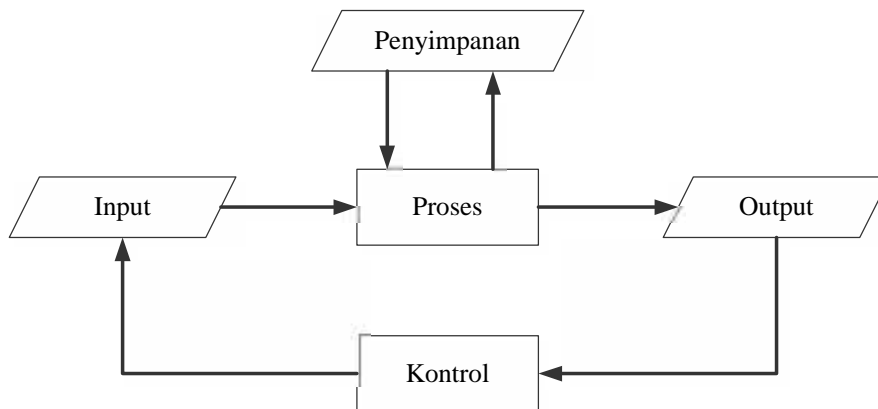 Penyimpanan
Input
Proses
Output
Kontrol